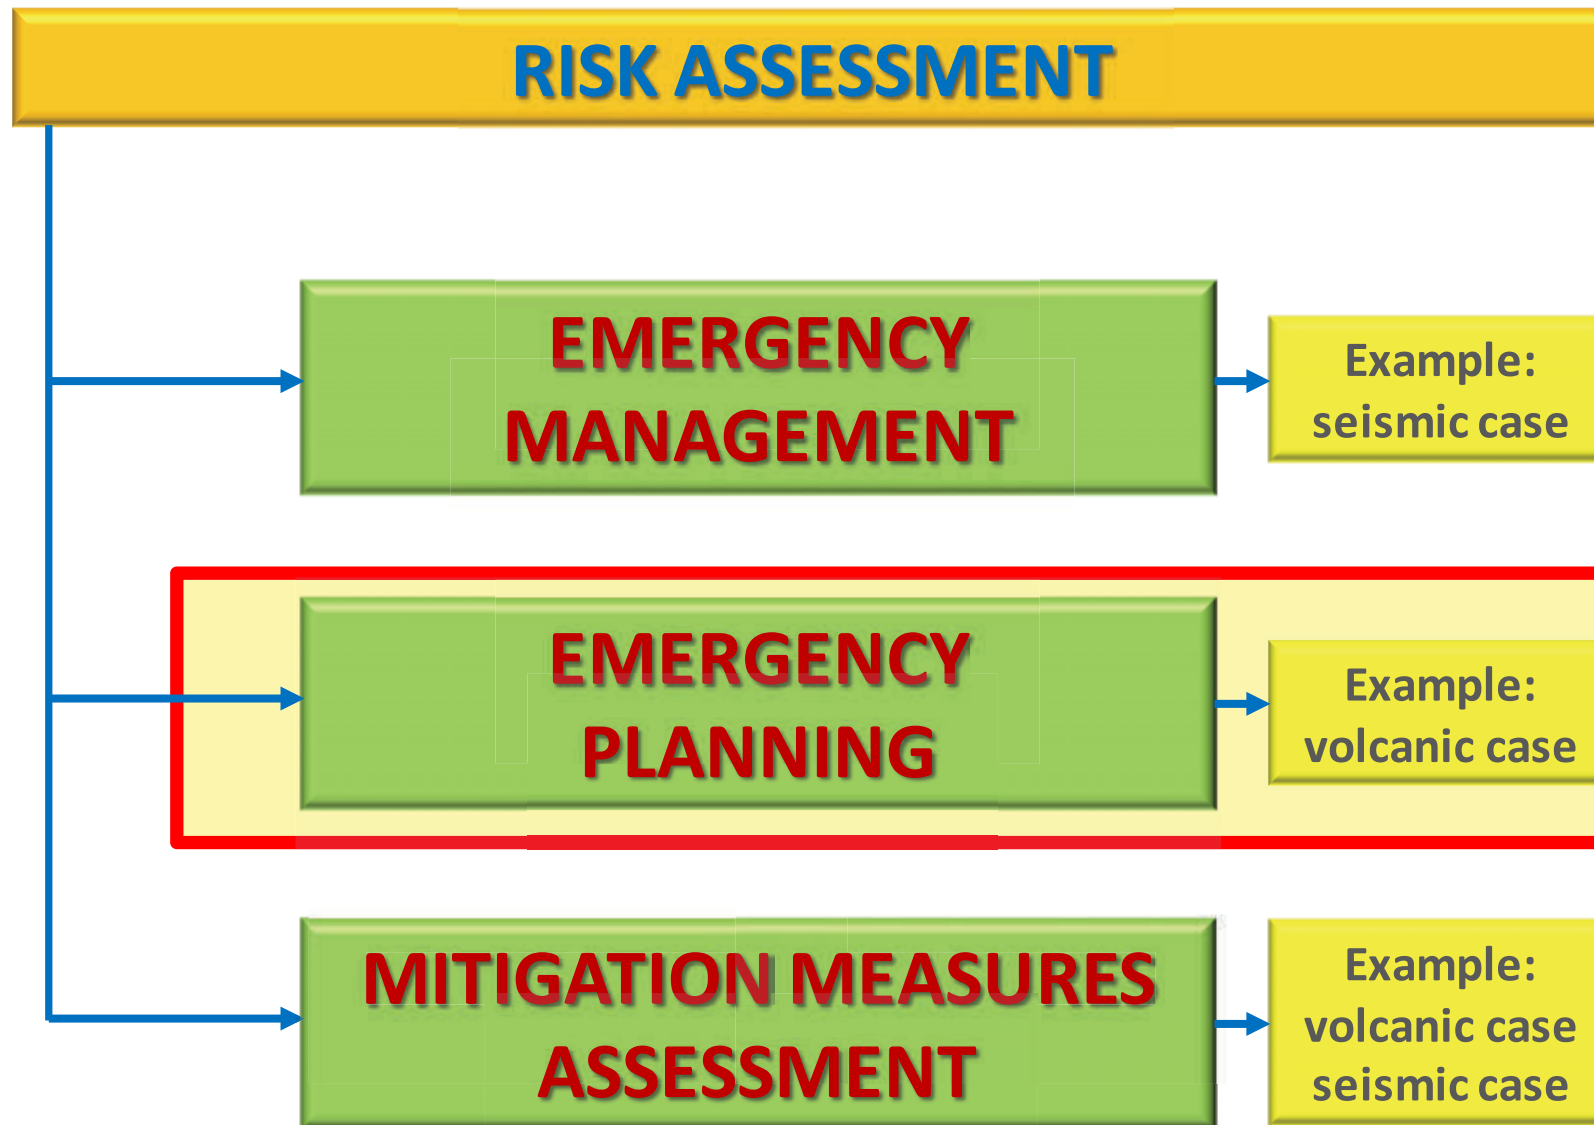 RISK ASSESSMENT
EMERGENCY
MANAGEMENT
Example:
seismic case
EMERGENCY
PLANNING
Example:
volcanic case
MITIGATION MEASURES
ASSESSMENT
Example:
volcanic case
seismic case